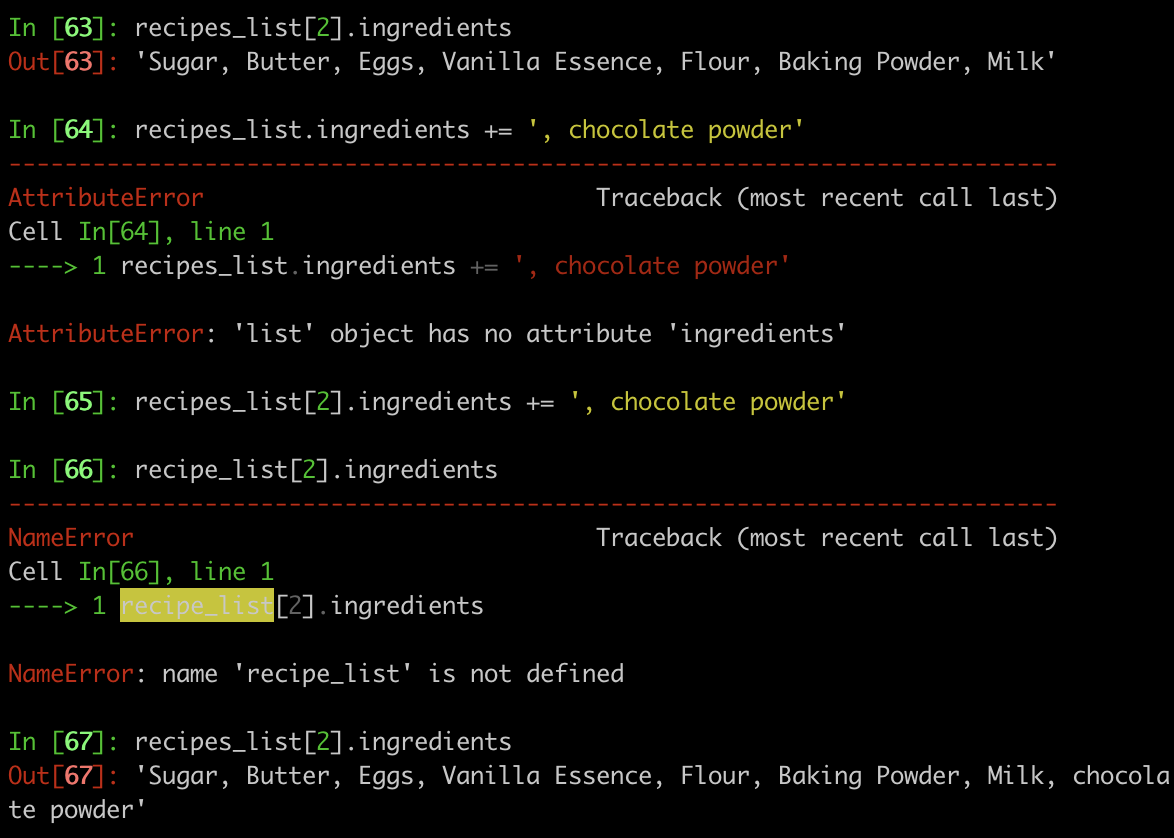 In [63]: recipes_list[2].ingredients
Out[63]: 'Sugar, Butter, Eggs, Vanilla Essence, Flour, Baking Powder, Milk'
In [64]: recipes_list.ingredients += ', chocolate powder'
---------------------------------------------------------------------------
AttributeError                            Traceback (most recent call last)
Cell In[64], line 1
----> 1 recipes_list.ingredients += ', chocolate powder'
AttributeError: 'list' object has no attribute 'ingredients'
In [65]: recipes_list[2].ingredients += ', chocolate powder'
In [66]: recipe_list[2].ingredients
---------------------------------------------------------------------------
NameError                                 Traceback (most recent call last)
Cell In[66], line 1
----> 1 recipe_list[2].ingredients
NameError: name 'recipe_list' is not defined
In [67]: recipes_list[2].ingredients
Out[67]: 'Sugar, Butter, Eggs, Vanilla Essence, Flour, Baking Powder, Milk, chocola
te powder'